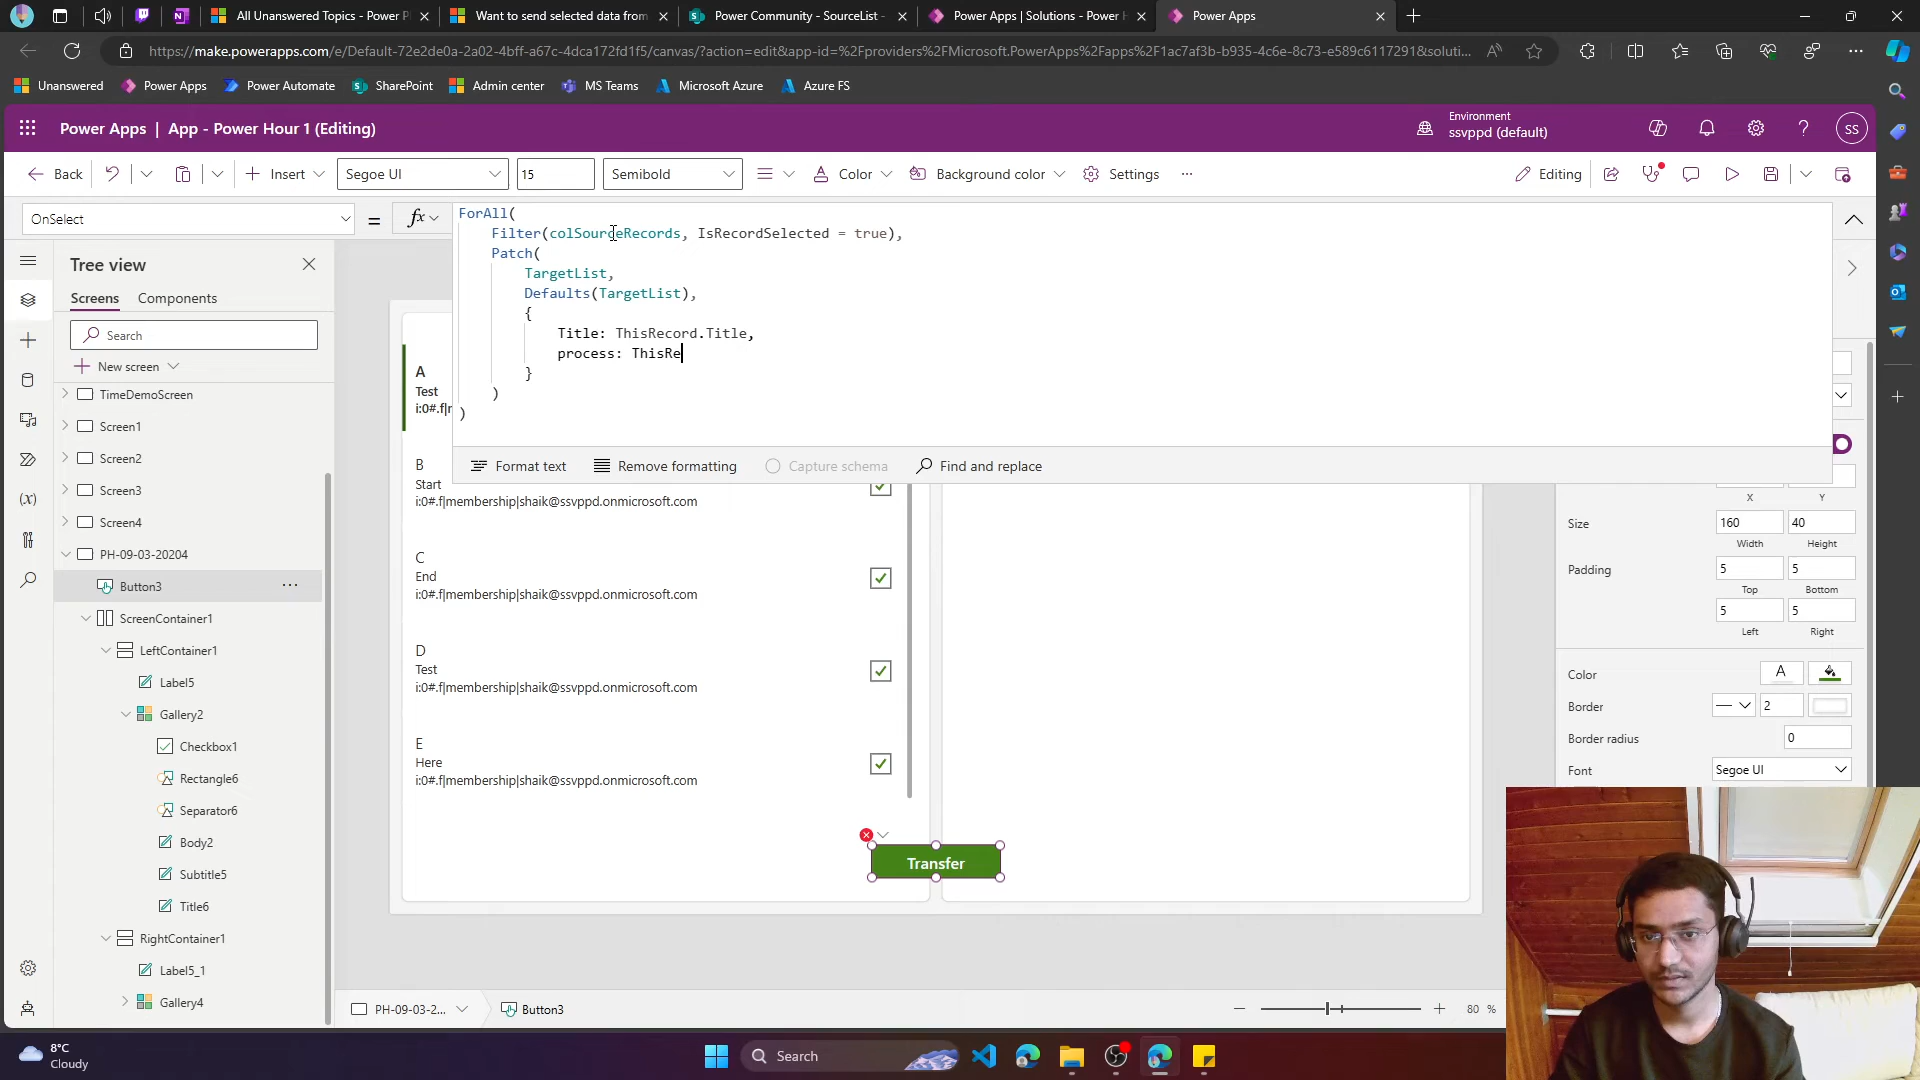 All Unanswered Topics - Power P
Want to send selected data from
Power Community - SourceList -
Power Apps | Solutions - Power H
Power Apps
https://make.powerapps.com/e/Default-72e2de0a-2a02-4bff-a67c-4dca172fd1f5/canvas/?action=edit&app-id=%2Fproviders%2FMicrosoft.PowerApps%2Fapps%2F1ac7af3b-b935-4c6e-8c73-e589c6117291&soluti...
Unanswered
Power Apps
Power Automate
SharePoint
Admin center
MS Teams
Microsoft Azure
Azure FS
Power Apps | App - Power Hour 1 (Editing)
Environment
ssvppd (default)
SS
Back
Insert
Segoe UI
15
Semibold
Color
Background color
Settings
Editing
OnSelect
=
fx
ForAll(
Filter(colSourceRecords, IsRecordSelected = true),
Patch(
TargetList,
Defaults(TargetList),
{
Title: ThisRecord.Title,
process: ThisRe
}
)
)
Format text
Remove formatting
Capture schema
Find and replace
Tree view
Screens
Components
Search
New screen
TimeDemoScreen
Screen1
Screen2
Screen3
Screen4
PH-09-03-20204
Button3
ScreenContainer1
LeftContainer1
Label5
Gallery2
Checkbox1
Rectangle6
Separator6
Body2
Subtitle5
Title6
RightContainer1
Label5_1
Gallery4
A
Test
i:0#.f|m
B
Start
i:0#.f|membership|shaik@ssvppd.onmicrosoft.com
C
End
i:0#.f|membership|shaik@ssvppd.onmicrosoft.com
D
Test
i:0#.f|membership|shaik@ssvppd.onmicrosoft.com
E
Here
i:0#.f|membership|shaik@ssvppd.onmicrosoft.com
Transfer
X
Y
Size
160
40
Width
Height
Padding
5
5
Top
Bottom
5
5
Left
Right
Color
A
Border
2
Border radius
0
Font
Segoe UI
PH-09-03-2...
Button3
80 %
8°C
Cloudy
Search